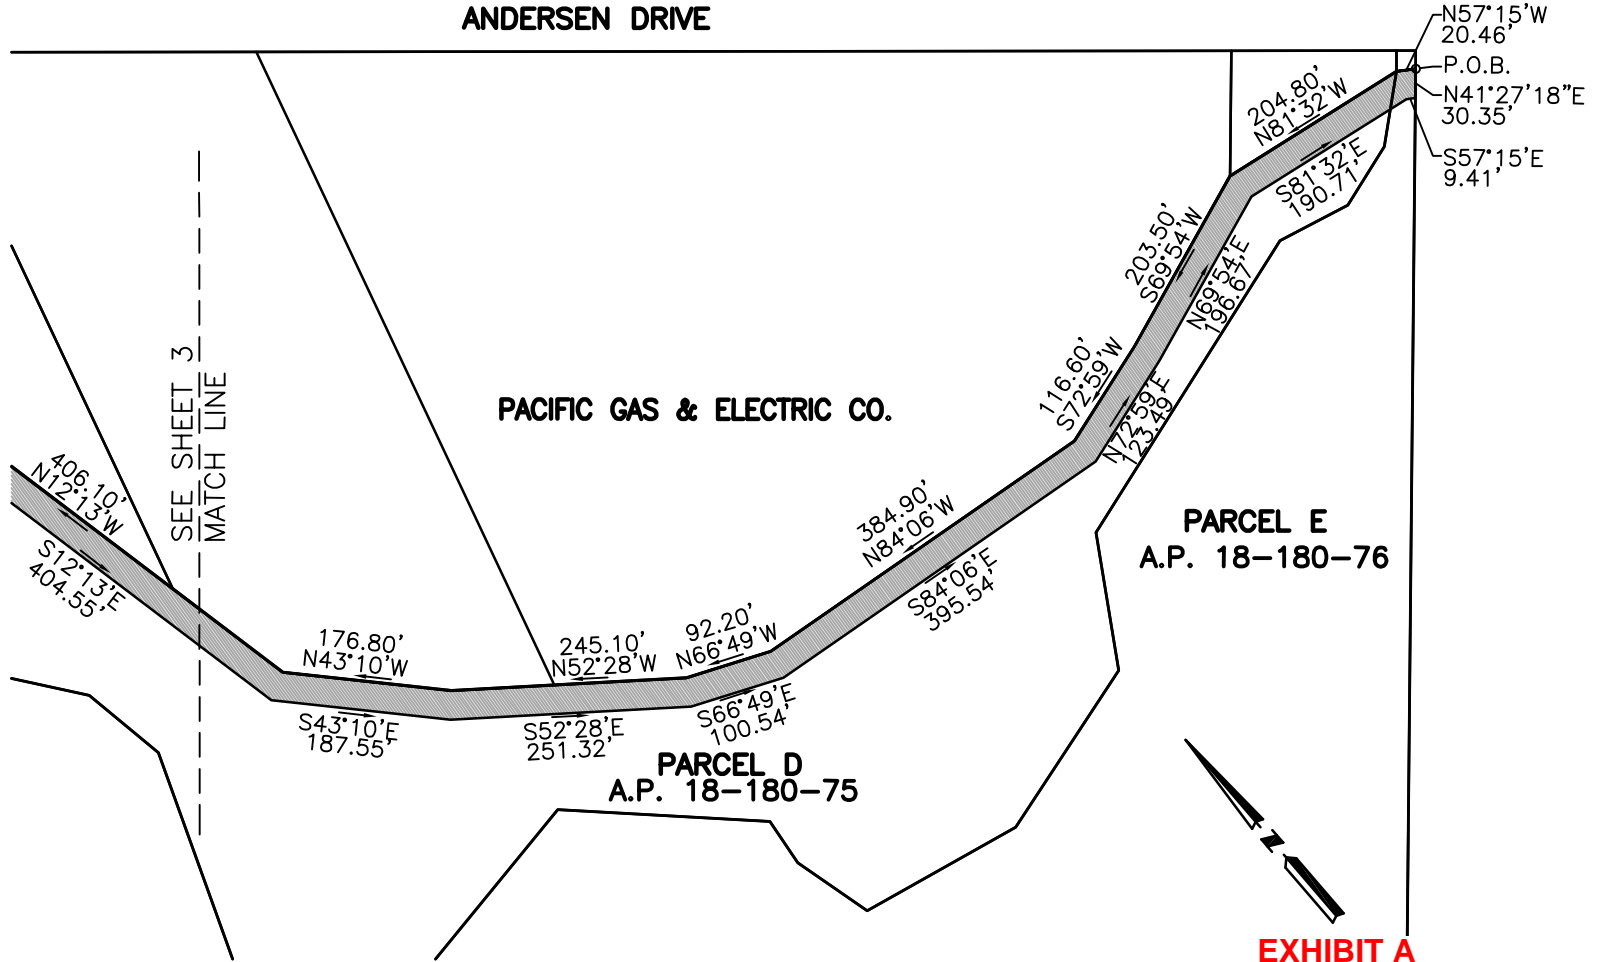 ANDERSEN DRIVE
N57°15'W
20.46'
P.O.B.
N41°27'18"E
30.35'
S57°15'E
9.41'
204.80'
N81°32'W
S81°32'E
190.71'
203.50'
S69°54'W
N69°54'E
196.67'
116.60'
S72°59'W
N72°59'E
123.49'
PACIFIC GAS & ELECTRIC CO.
SEE SHEET 3
MATCH LINE
406.10'
N12°13'W
S12°13'E
404.55'
384.90'
N84°06'W
S84°06'E
395.54'
PARCEL E
A.P. 18-180-76
176.80'
N43°10'W
S43°10'E
187.55'
245.10'
N52°28'W
S52°28'E
251.32'
92.20'
N66°49'W
S66°49'E
100.54'
PARCEL D
A.P. 18-180-75
N
EXHIBIT A